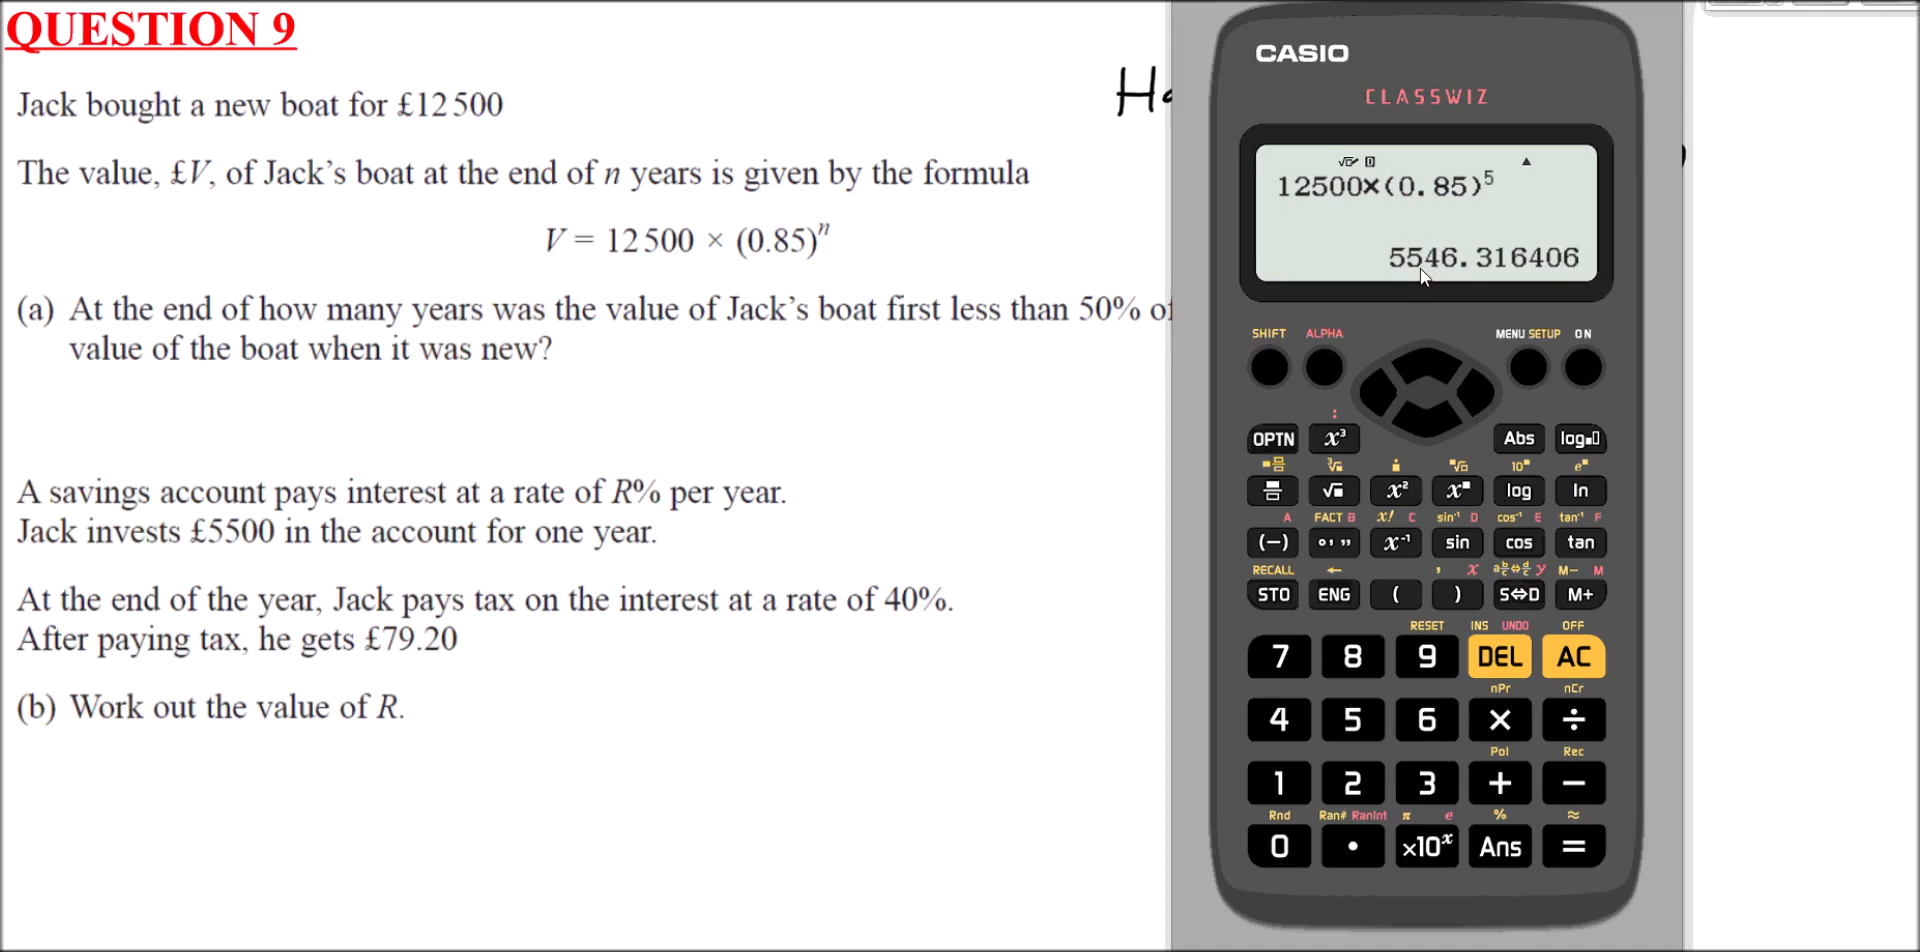 QUESTION 9
Jack bought a new boat for £12 500
The value, £V, of Jack's boat at the end of n years is given by the formula
V = 12 500 × (0.85)ⁿ
(a) At the end of how many years was the value of Jack's boat first less than 50%
value of the boat when it was new?
A savings account pays interest at a rate of R% per year.
Jack invests £5500 in the account for one year.
At the end of the year, Jack pays tax on the interest at a rate of 40%.
After paying tax, he gets £79.20
(b) Work out the value of R.
CASIO
CLASSWIZ
√▱ D ▲
12500×(0.85)⁵
5546.316406
SHIFT ALPHA MENU SETUP ON
:
OPTN x³ Abs log▪▯
▪⌸ ³√▪ ▪ ▪√▯ 10▪ e▪
⌸ √▪ x² x▪ log ln
A FACT B x! C sin⁻¹ D cos⁻¹ E tan⁻¹ F
(−) ° ’ ” x⁻¹ sin cos tan
RECALL ← , x a b/c⇔d/c y M− M
STO ENG ( ) S⇔D M+
RESET INS UNDO OFF
7 8 9 DEL AC
nPr nCr
4 5 6 × ÷
Pol Rec
1 2 3 + −
Rnd Ran# RanInt π e % ≈
0 • ×10ˣ Ans =